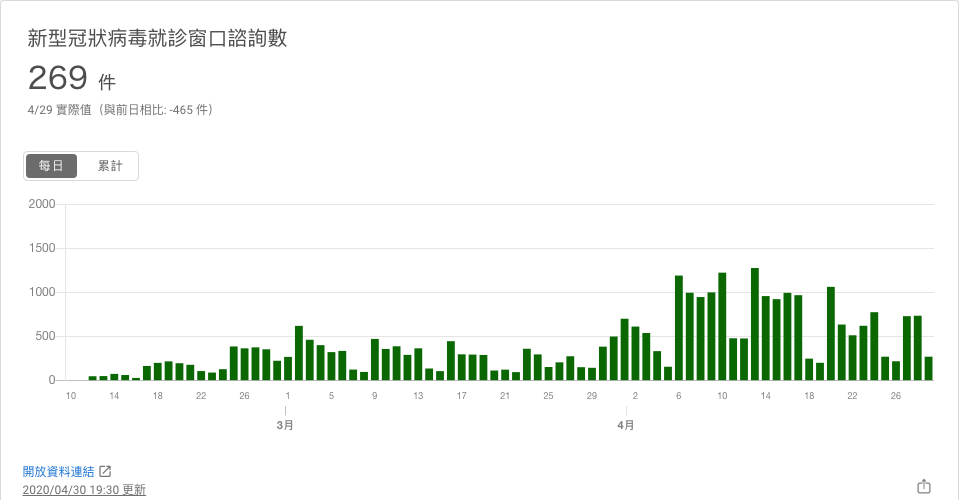 新型冠狀病毒就診窗口諮詢數
269 件
4/29 實際值（與前日相比: -465 件）
每日 累計
2000
1500
1000
500
0
10 14 18 22 26 1 5 9 13 17 21 25 29 2 6 10 14 18 22 26
3月 4月
開放資料連結
2020/04/30 19:30 更新